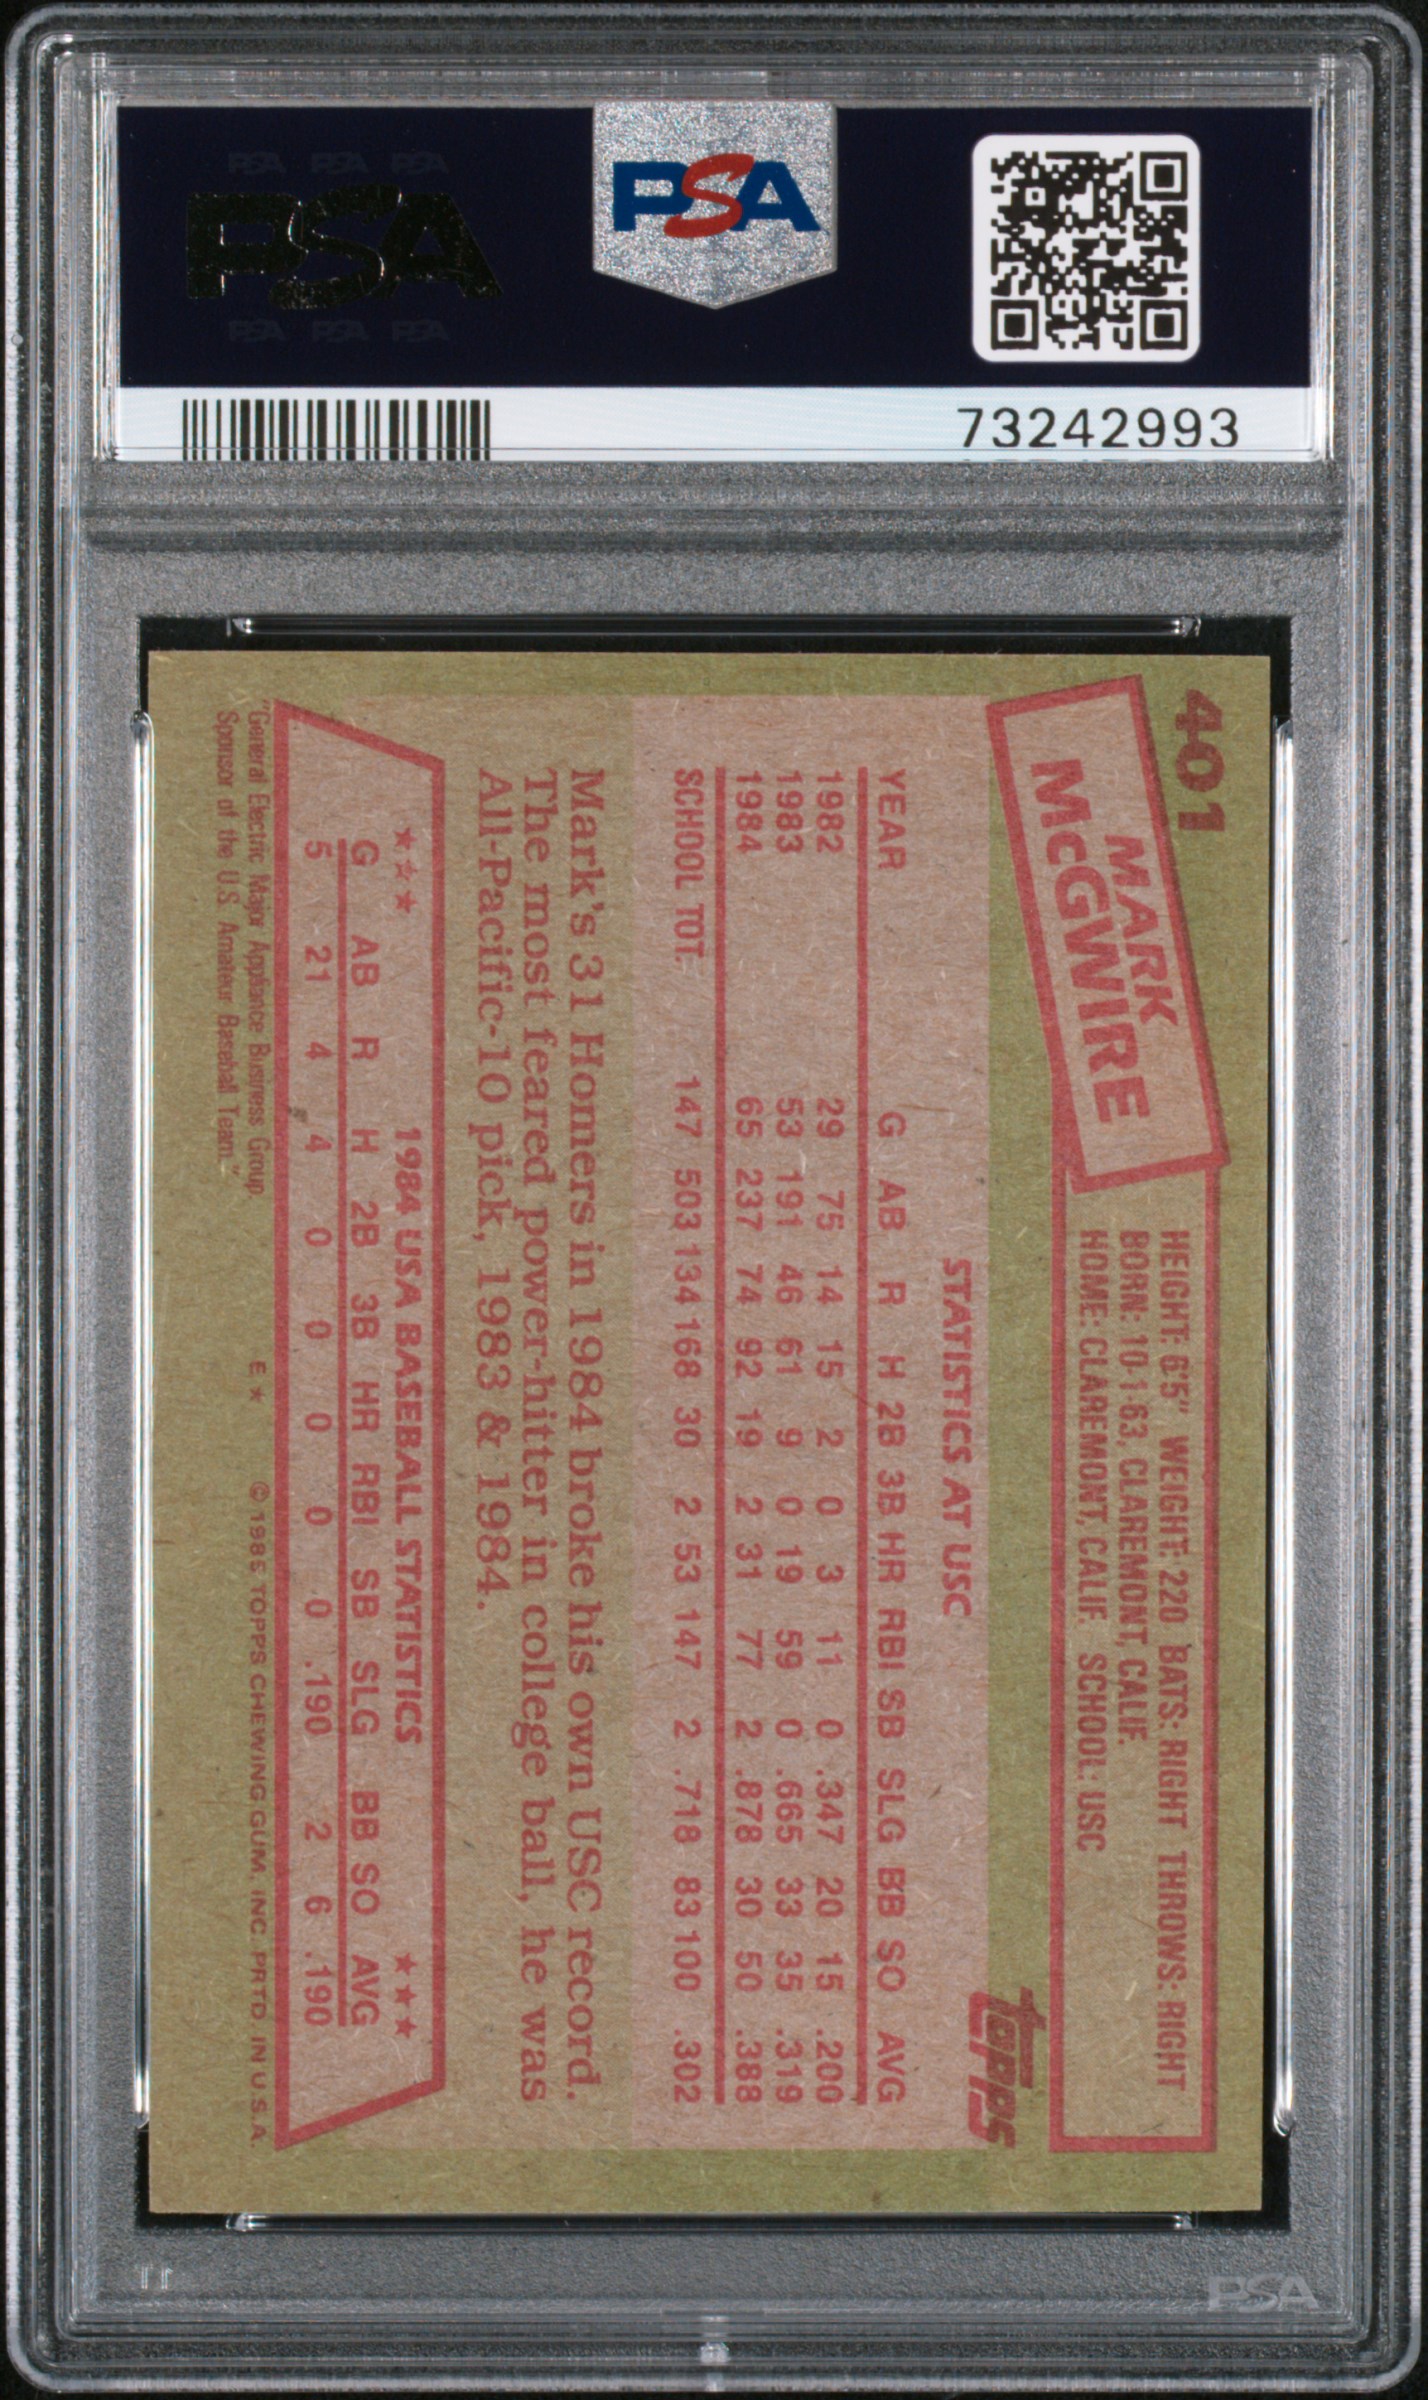 PSA PSA PSA
PSA
PSA PSA PSA
PSA
73242993
401
MARK
McGWIRE
HEIGHT: 6'5" WEIGHT: 220 BATS: RIGHT THROWS: RIGHT
BORN: 10-1-63, CLAREMONT, CALIF.
HOME: CLAREMONT, CALIF. SCHOOL: USC
topps
STATISTICS AT USC
YEAR G AB R H 2B 3B HR RBI SB SLG BB SO AVG
1982 29 75 14 15 2 0 3 11 0 .347 20 15 .200
1983 53 191 46 61 9 0 19 59 0 .665 33 35 .319
1984 65 237 74 92 19 2 31 77 2 .878 30 50 .388
SCHOOL TOT. 147 503 134 168 30 2 53 147 2 .718 83 100 .302
Mark's 31 Homers in 1984 broke his own USC record.
The most feared power-hitter in college ball, he was
All-Pacific-10 pick, 1983 & 1984.
★☆★ 1984 USA BASEBALL STATISTICS ★★★
G AB R H 2B 3B HR RBI SB SLG BB SO AVG
5 21 4 4 0 0 0 0 0 .190 2 6 .190
"General Electric Major Appliance Business Group,
Sponsor of the U.S. Amateur Baseball Team."
E★ © 1985 TOPPS CHEWING GUM, INC. PRTD. IN U.S.A.
PSA